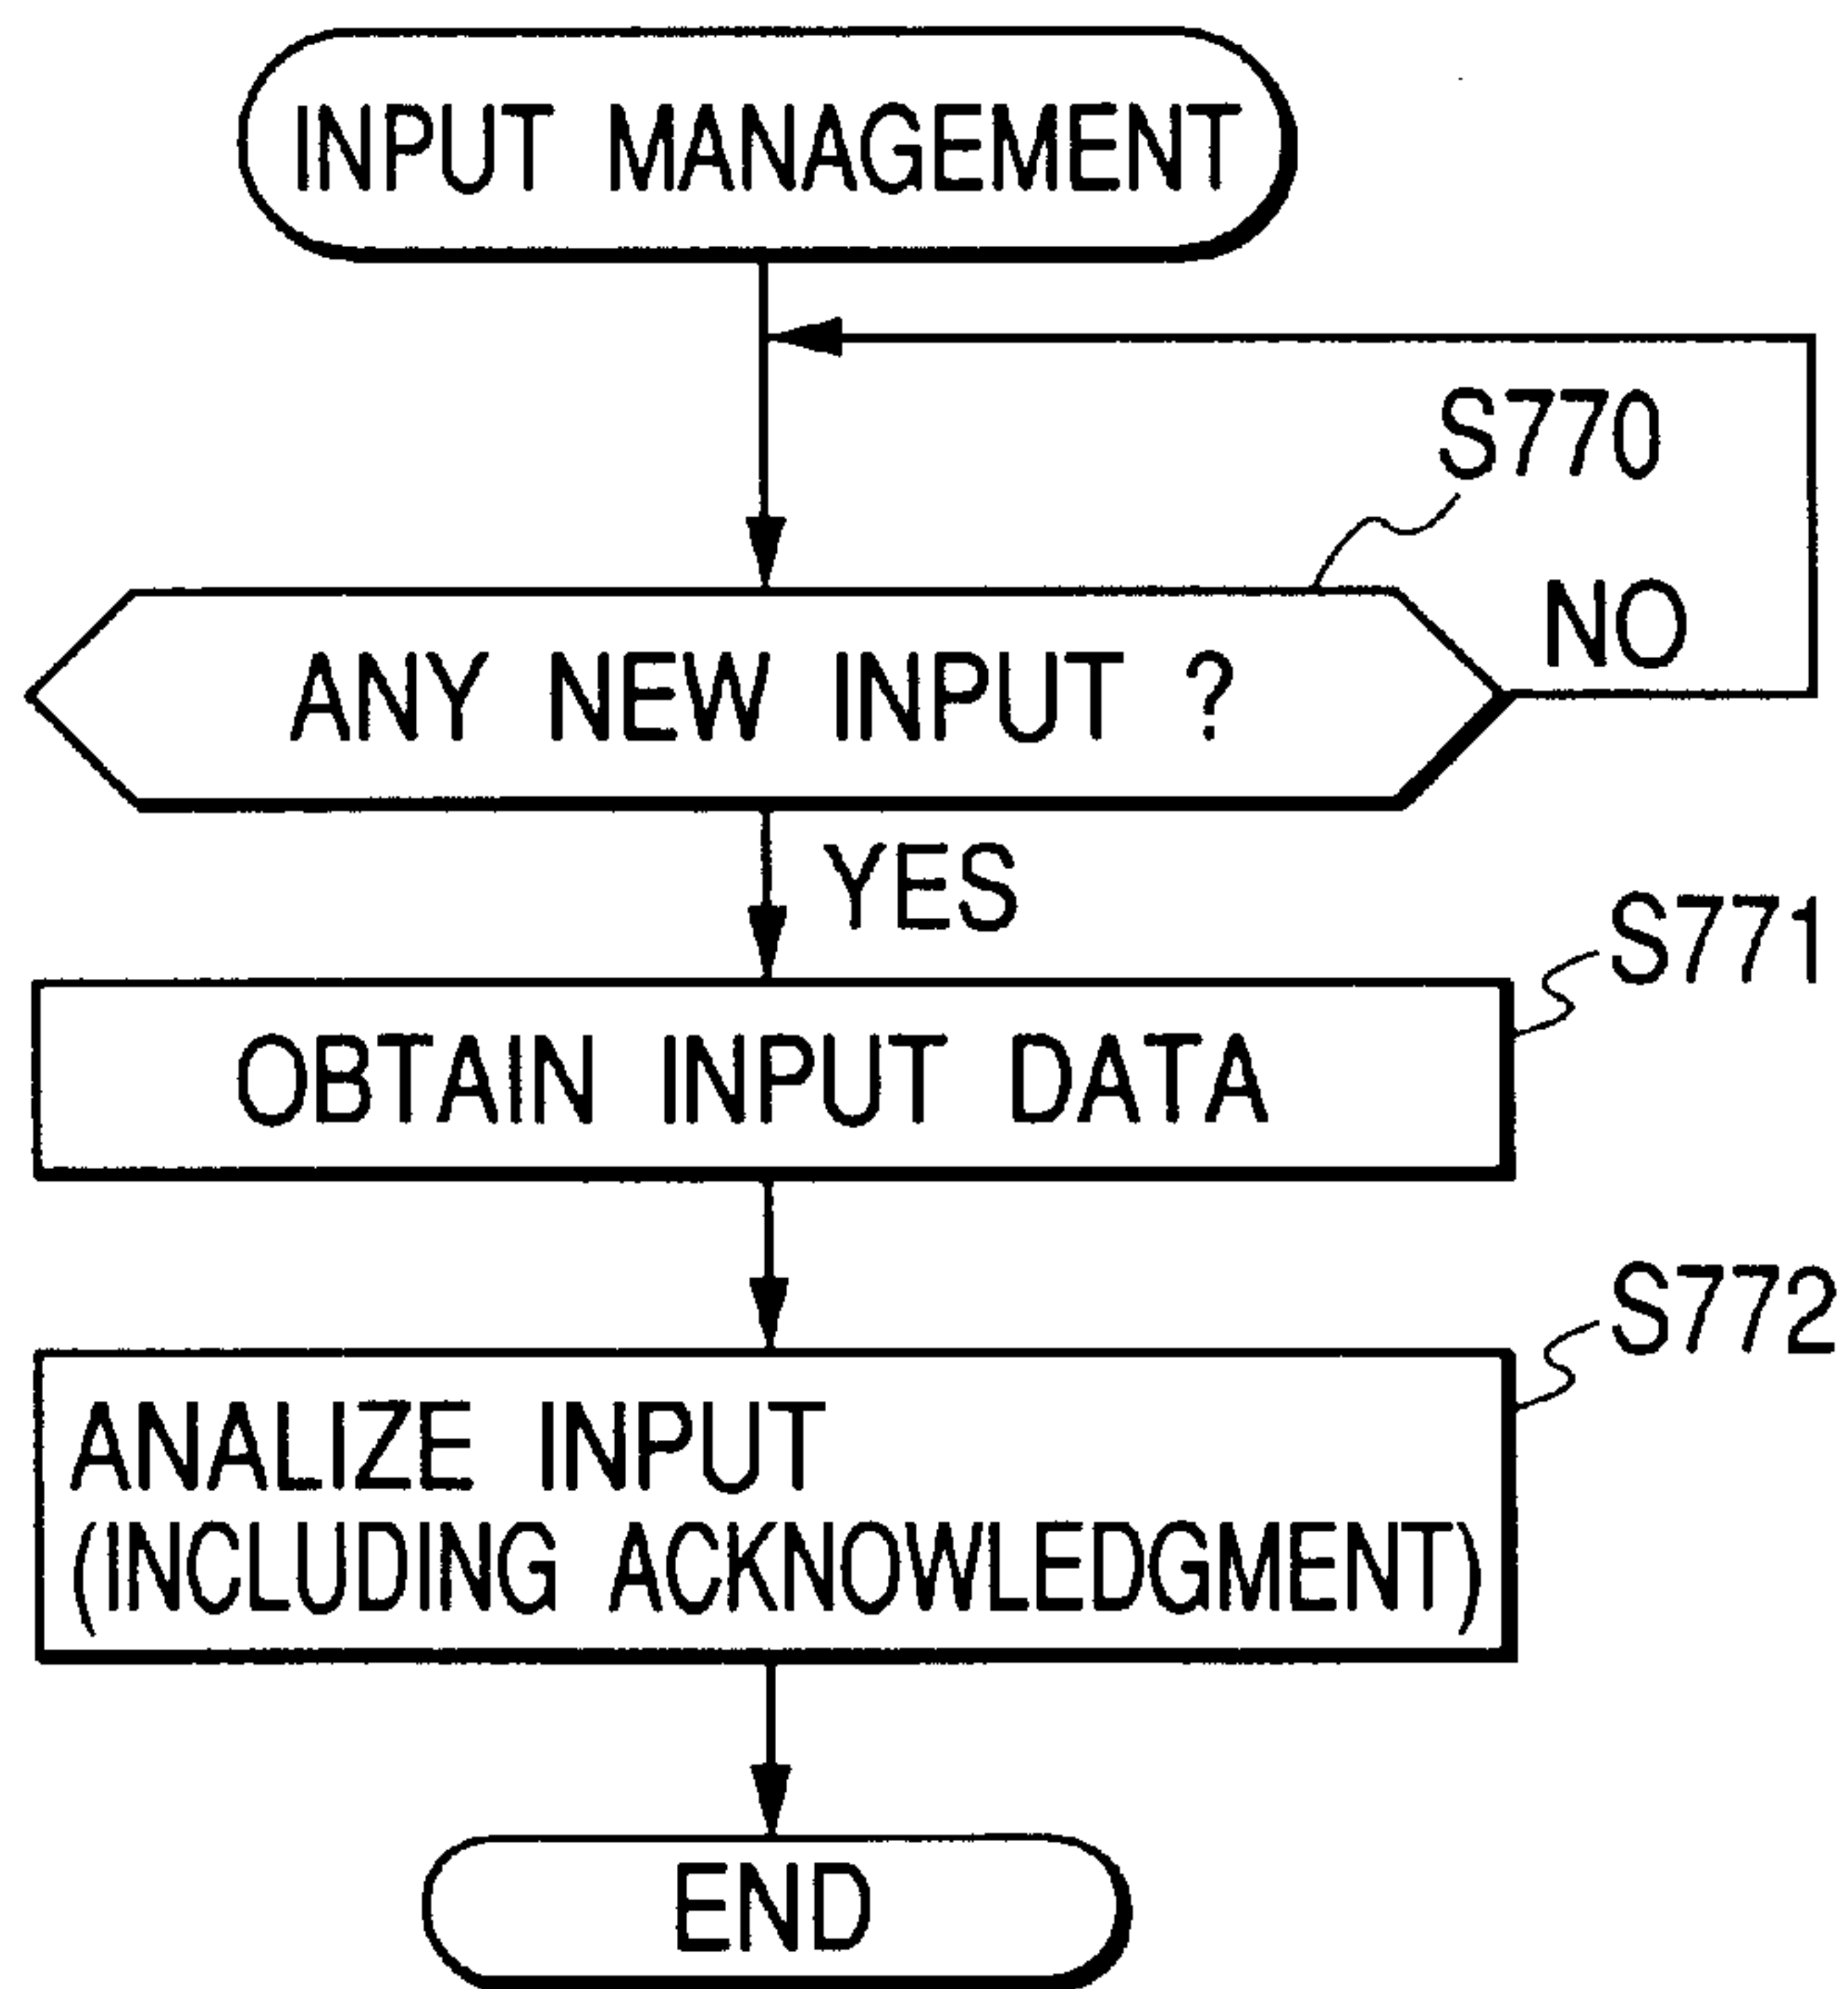 INPUT MANAGEMENT
S770
NO
ANY NEW INPUT ?
YES
S771
OBTAIN INPUT DATA
S772
ANALIZE INPUT
(INCLUDING ACKNOWLEDGMENT)
END